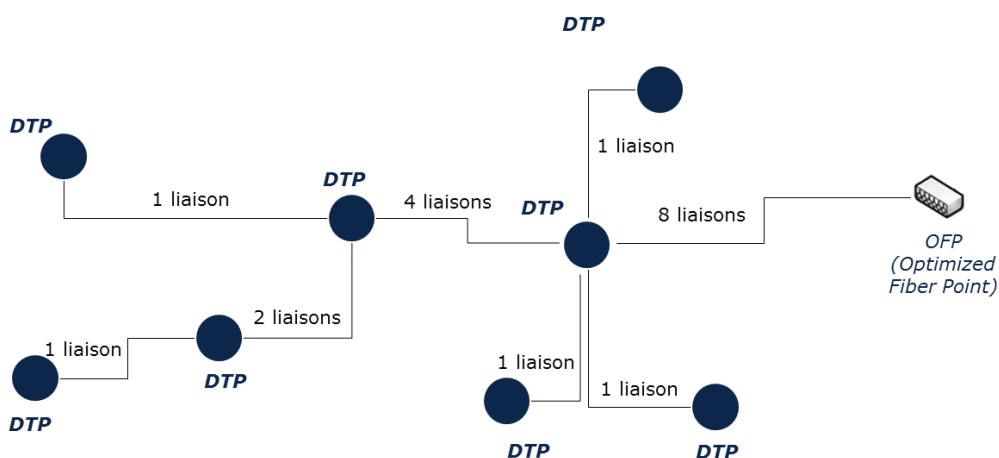 DTP
DTP
1 liaison
DTP
1 liaison
DTP
4 liaisons
DTP
8 liaisons
OFP
(Optimized
Fiber Point)
2 liaisons
1 liaison
DTP
DTP
1 liaison
1 liaison
DTP
DTP